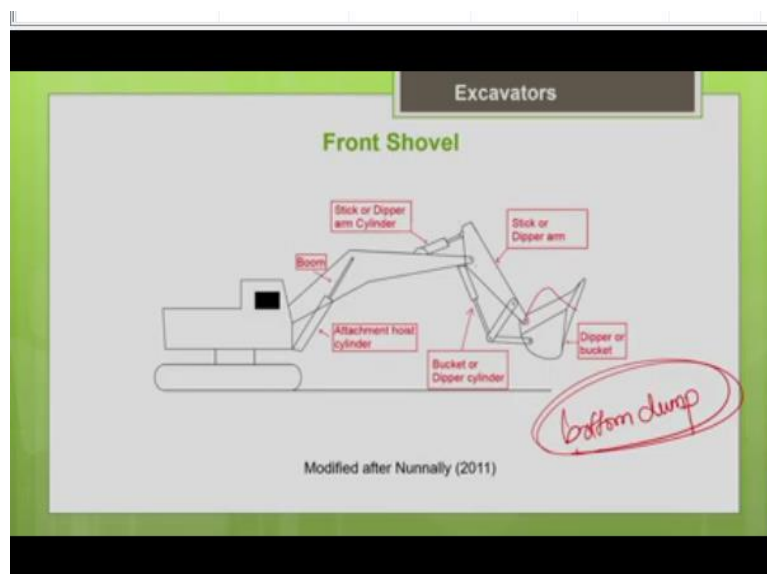 Excavators
Front Shovel
Stick or Dipper
arm Cylinder
Stick or
Dipper arm
Boom
Attachment hoist
cylinder
Bucket or
Dipper cylinder
Dipper or
bucket
bottom dump
Modified after Nunnally (2011)